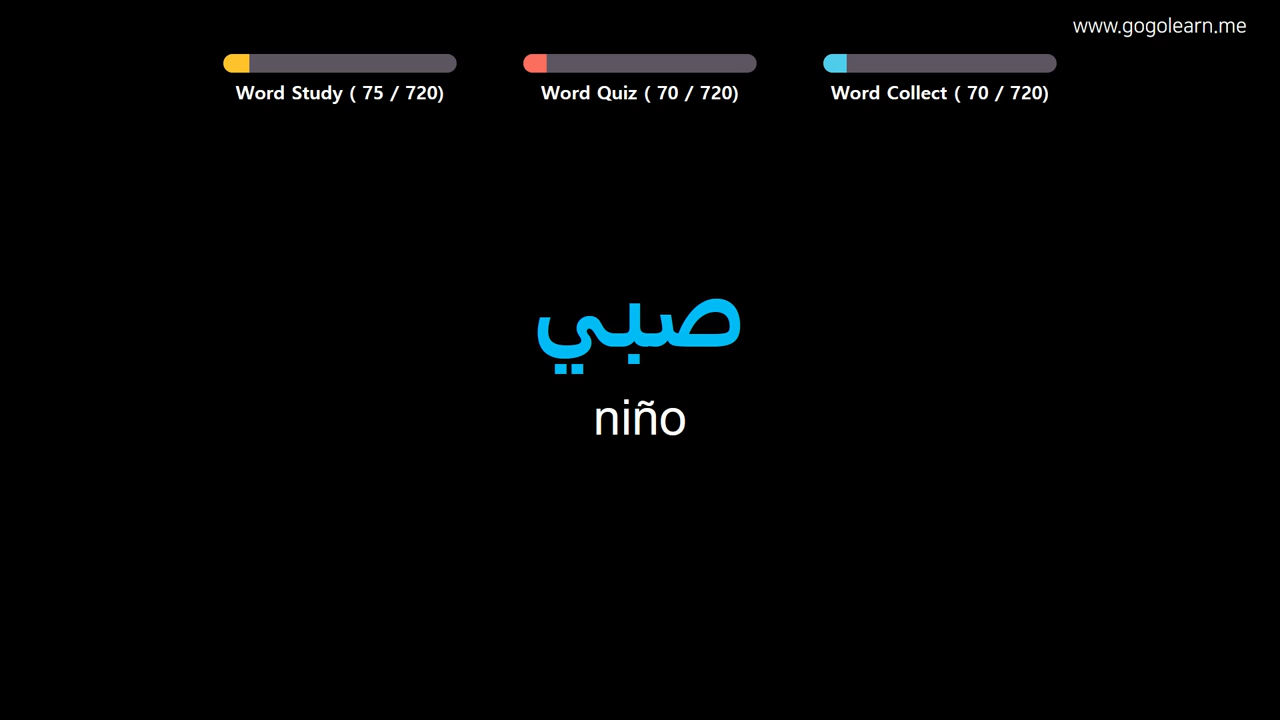 www.gogolearn.me
Word Study ( 75 / 720)
Word Quiz ( 70 / 720)
Word Collect ( 70 / 720)
صبي
niño